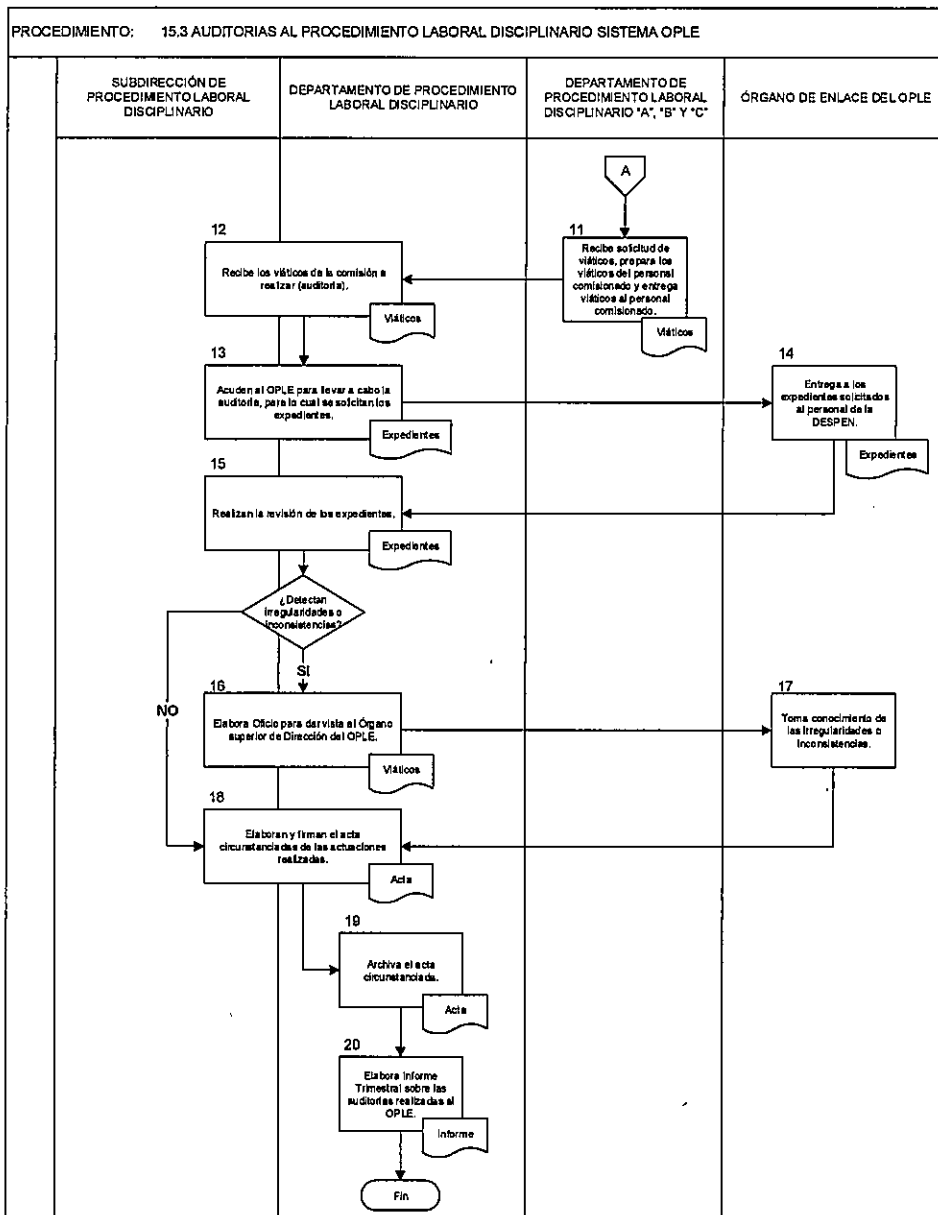 PROCEDIMIENTO: 15.3 AUDITORIAS AL PROCEDIMIENTO LABORAL DISCIPLINARIO SISTEMA OPLE
SUBDIRECCIÓN DE
PROCEDIMIENTO LABORAL
DISCIPLINARIO
DEPARTAMENTO DE PROCEDIMIENTO
LABORAL DISCIPLINARIO
DEPARTAMENTO DE
PROCEDIMIENTO LABORAL
DISCIPLINARIO "A", "B" Y "C"
ÓRGANO DE ENLACE DEL OPLE
A
11
Recibe solicitud de
viáticos, prepara los
viáticos del personal
comisionado y entrega
viáticos al personal
comisionado.
Viáticos
12
Recibe los viáticos de la comisión a
realizar (auditoria).
Viáticos
13
Acuden al OPLE para llevar a cabo la
auditoria, para lo cual se solicitan los
expedientes.
Expedientes
14
Entrega a los
expedientes solicitados
al personal de la
DESPEN.
Expedientes
15
Realizan la revisión de los expedientes.
Expedientes
¿Detectan
irregularidades o
inconsistencias?
SI
NO
16
Elabora Oficio para dar vista al Órgano
superior de Dirección del OPLE.
Viáticos
17
Toma conocimiento de
las irregularidades o
inconsistencias.
18
Elaboran y firman el acta
circunstanciadas de las actuaciones
realizadas.
Acta
19
Archiva el acta
circunstanciada.
Acta
20
Elabora Informe
Trimestral sobre las
auditorias realizadas al
OPLE.
Informe
Fin